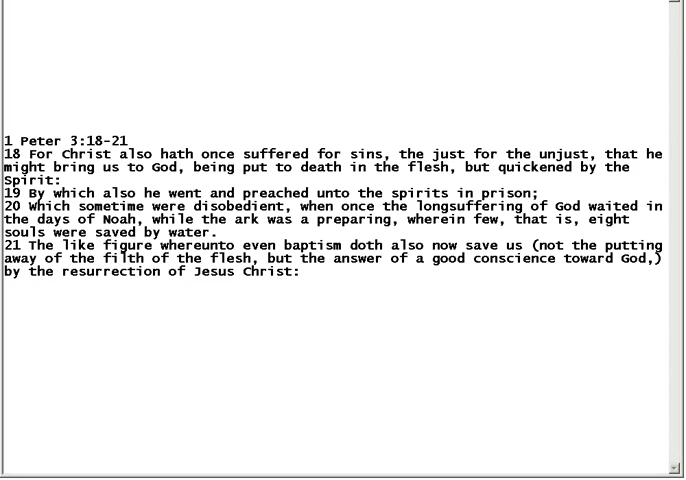 1 Peter 3:18-21
18 For Christ also hath once suffered for sins, the just for the unjust, that he
might bring us to God, being put to death in the flesh, but quickened by the
Spirit:
19 By which also he went and preached unto the spirits in prison;
20 Which sometime were disobedient, when once the longsuffering of God waited in
the days of Noah, while the ark was a preparing, wherein few, that is, eight
souls were saved by water.
21 The like figure whereunto even baptism doth also now save us (not the putting
away of the filth of the flesh, but the answer of a good conscience toward God,)
by the resurrection of Jesus Christ: